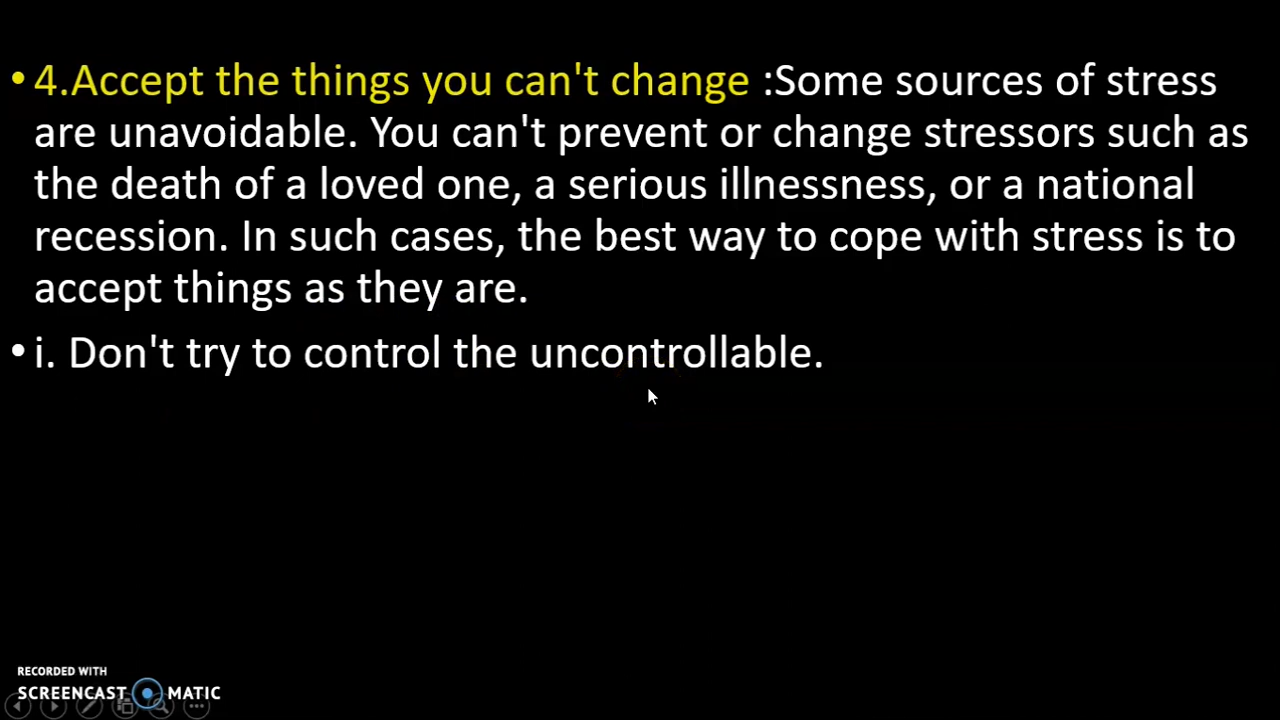 • 4.Accept the things you can't change :Some sources of stress
are unavoidable. You can't prevent or change stressors such as
the death of a loved one, a serious illnessness, or a national
recession. In such cases, the best way to cope with stress is to
accept things as they are.
• i. Don't try to control the uncontrollable.
RECORDED WITH
SCREENCAST MATIC